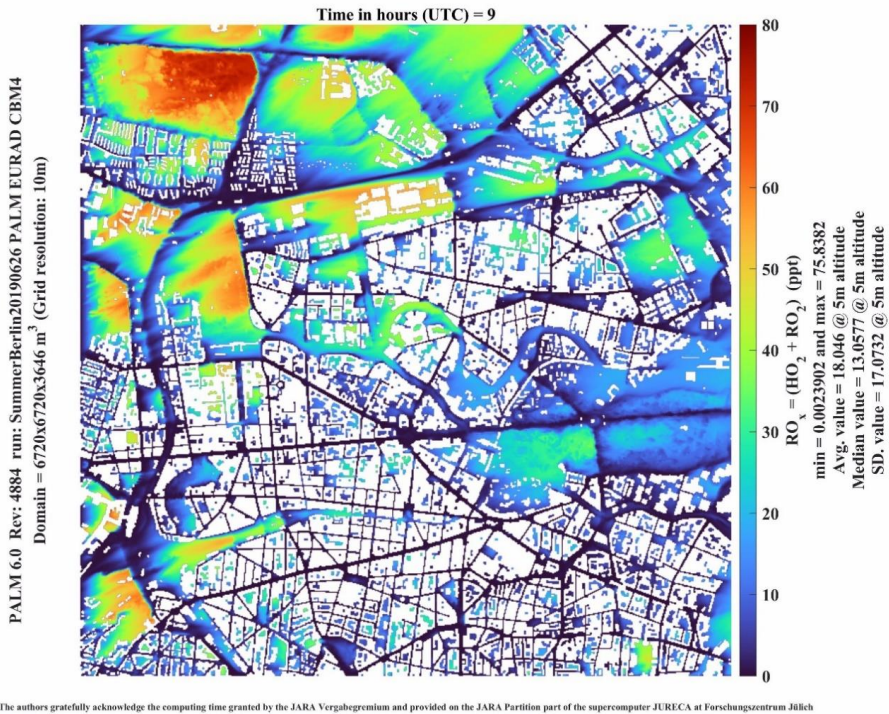 Time in hours (UTC) = 9
PALM 6.0 Rev: 4884 run: SummerBerlin20190626 PALM EURAD CBM4
Domain = 6720x6720x3646 m³ (Grid resolution: 10m)
80
70
60
50
40
30
20
10
0
ROₓ = (HO₂ + RO₂) (ppt)
min = 0.0023902 and max = 75.8382
Avg. value = 18.046 @ 5m altitude
Median value = 13.0577 @ 5m altitude
SD. value = 17.0732 @ 5m altitude
The authors gratefully acknowledge the computing time granted by the JARA Vergabegremium and provided on the JARA Partition part of the supercomputer JURECA at Forschungszentrum Jülich